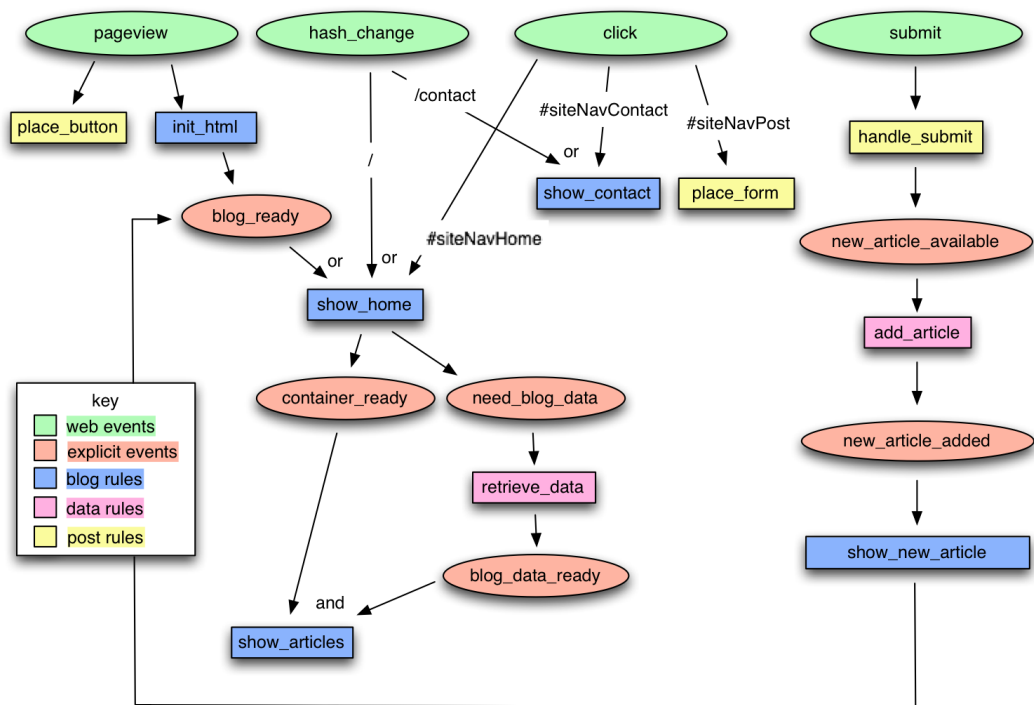 pageview
hash_change
click
submit
/contact
#siteNavContact
#siteNavPost
place_button
init_html
handle_submit
/
or
show_contact
place_form
blog_ready
#siteNavHome
new_article_available
or
or
show_home
add_article
container_ready
need_blog_data
key
web events
explicit events
blog rules
data rules
post rules
new_article_added
retrieve_data
show_new_article
blog_data_ready
and
show_articles